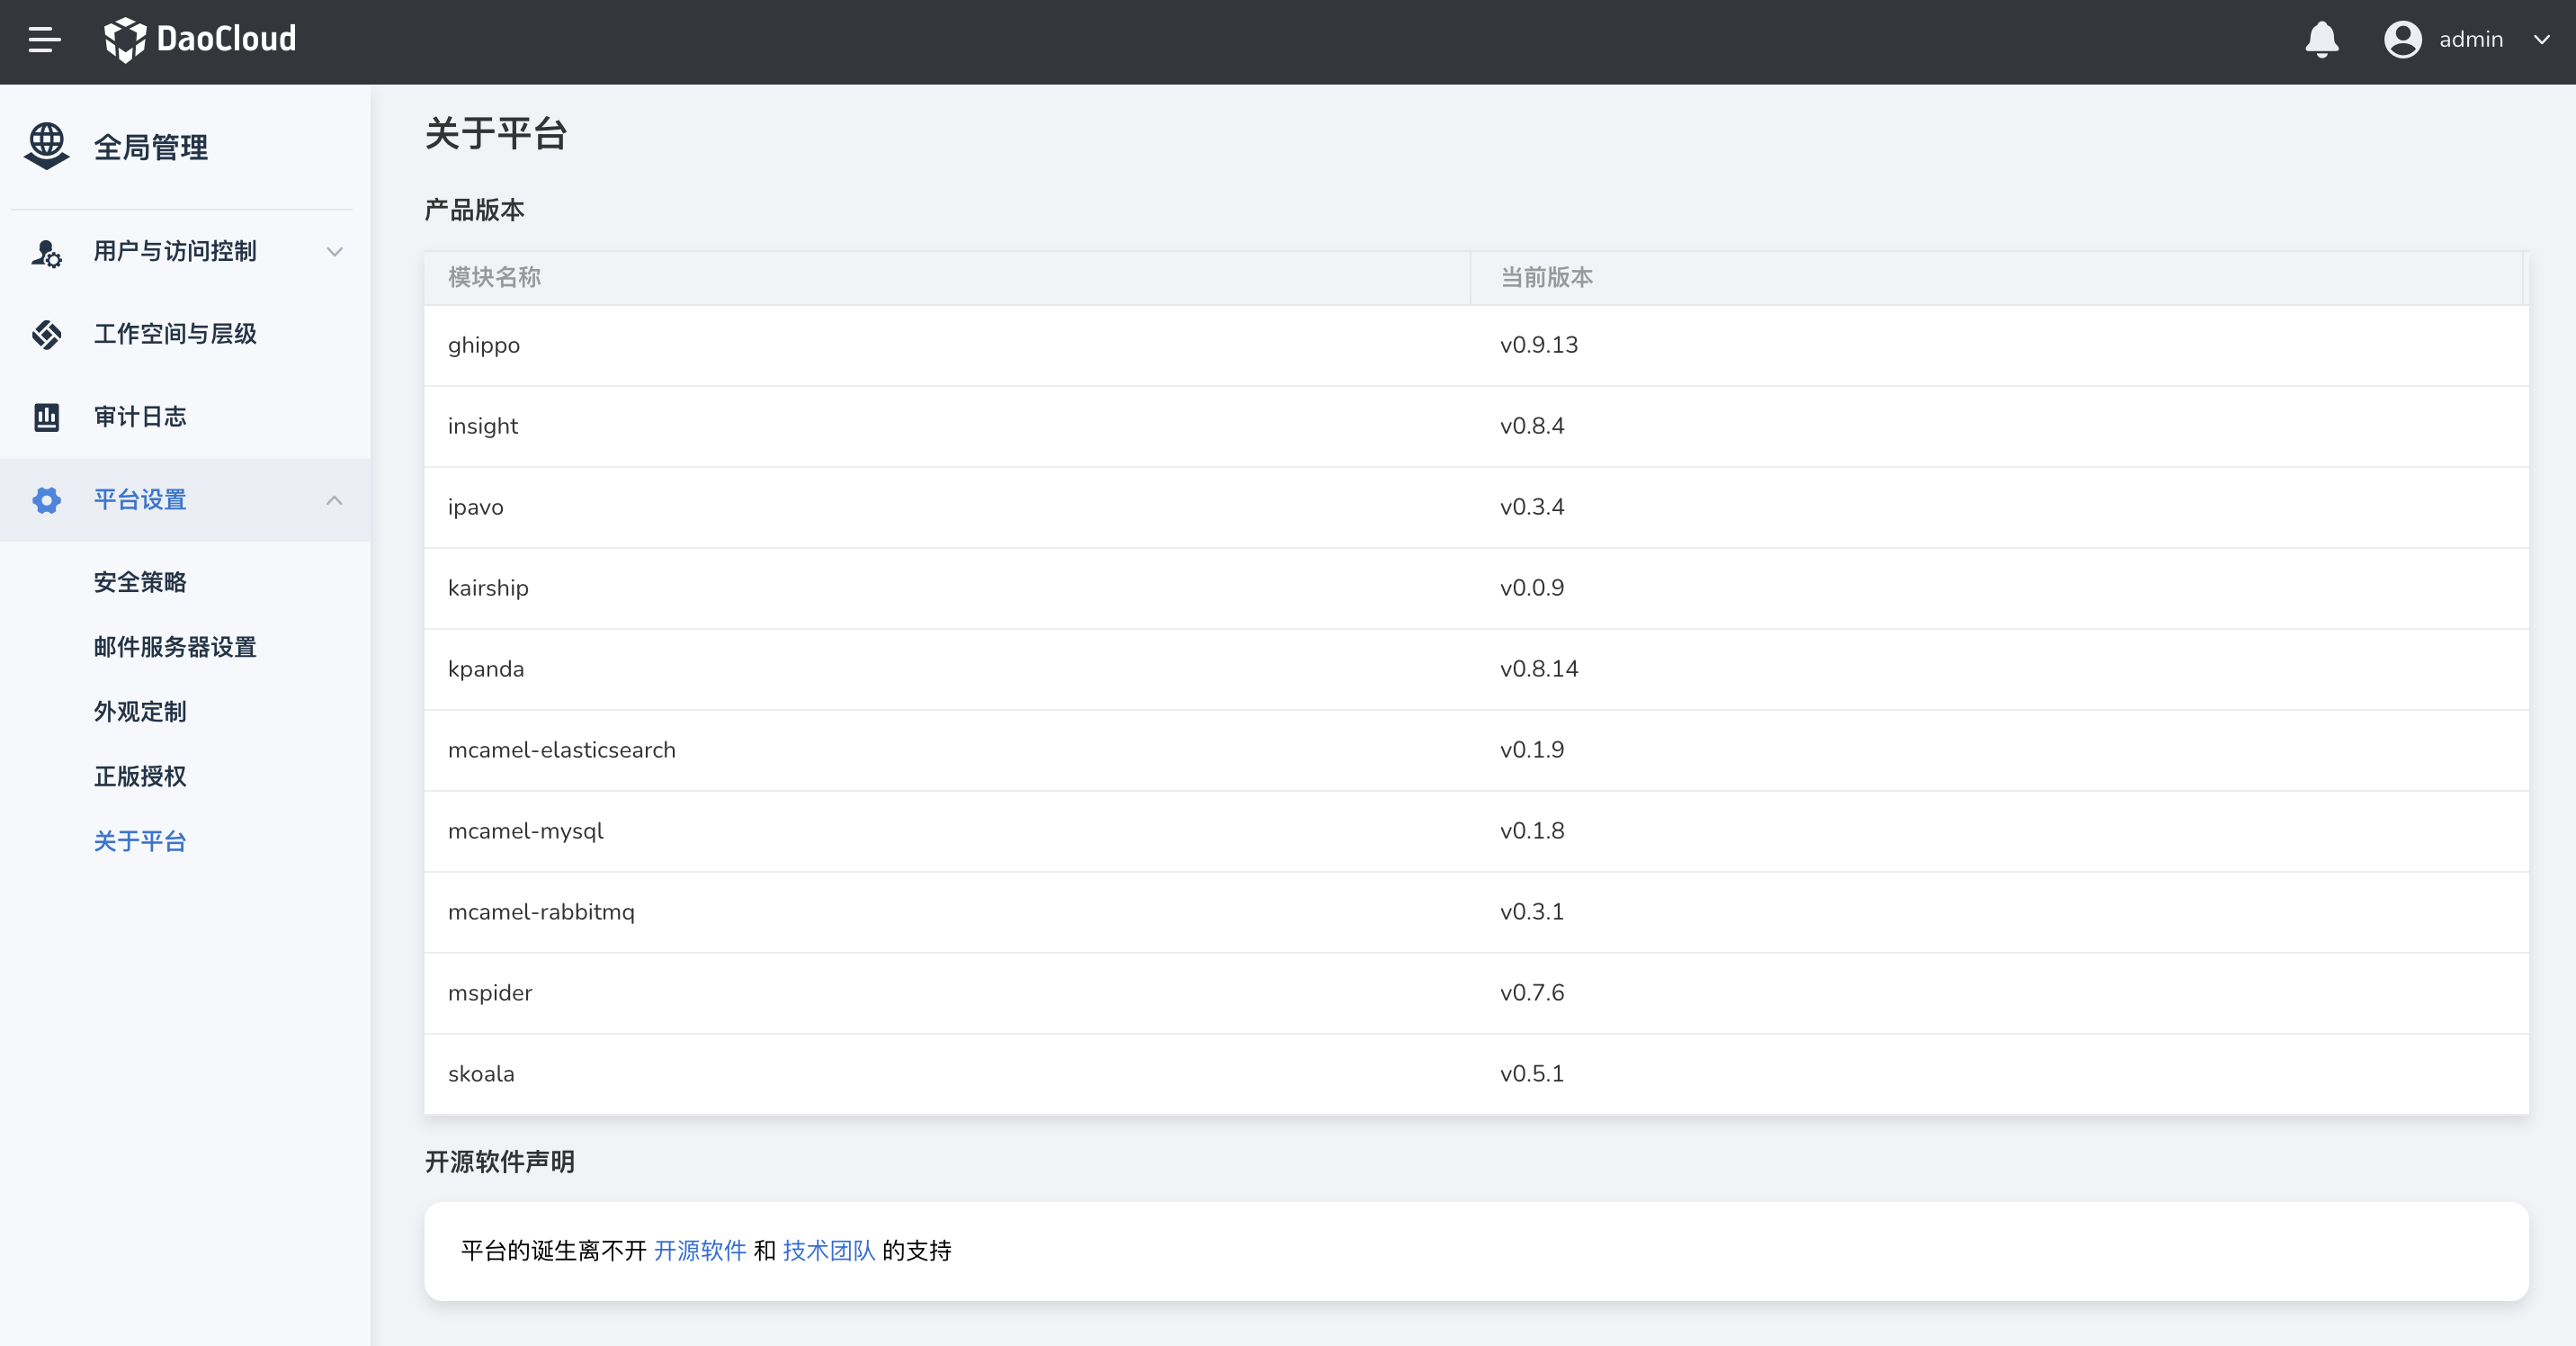 DaoCloud
admin
全局管理
用户与访问控制
工作空间与层级
审计日志
平台设置
安全策略
邮件服务器设置
外观定制
正版授权
关于平台
关于平台
产品版本
模块名称 当前版本
ghippo v0.9.13
insight v0.8.4
ipavo v0.3.4
kairship v0.0.9
kpanda v0.8.14
mcamel-elasticsearch v0.1.9
mcamel-mysql v0.1.8
mcamel-rabbitmq v0.3.1
mspider v0.7.6
skoala v0.5.1
开源软件声明
平台的诞生离不开 开源软件 和 技术团队 的支持